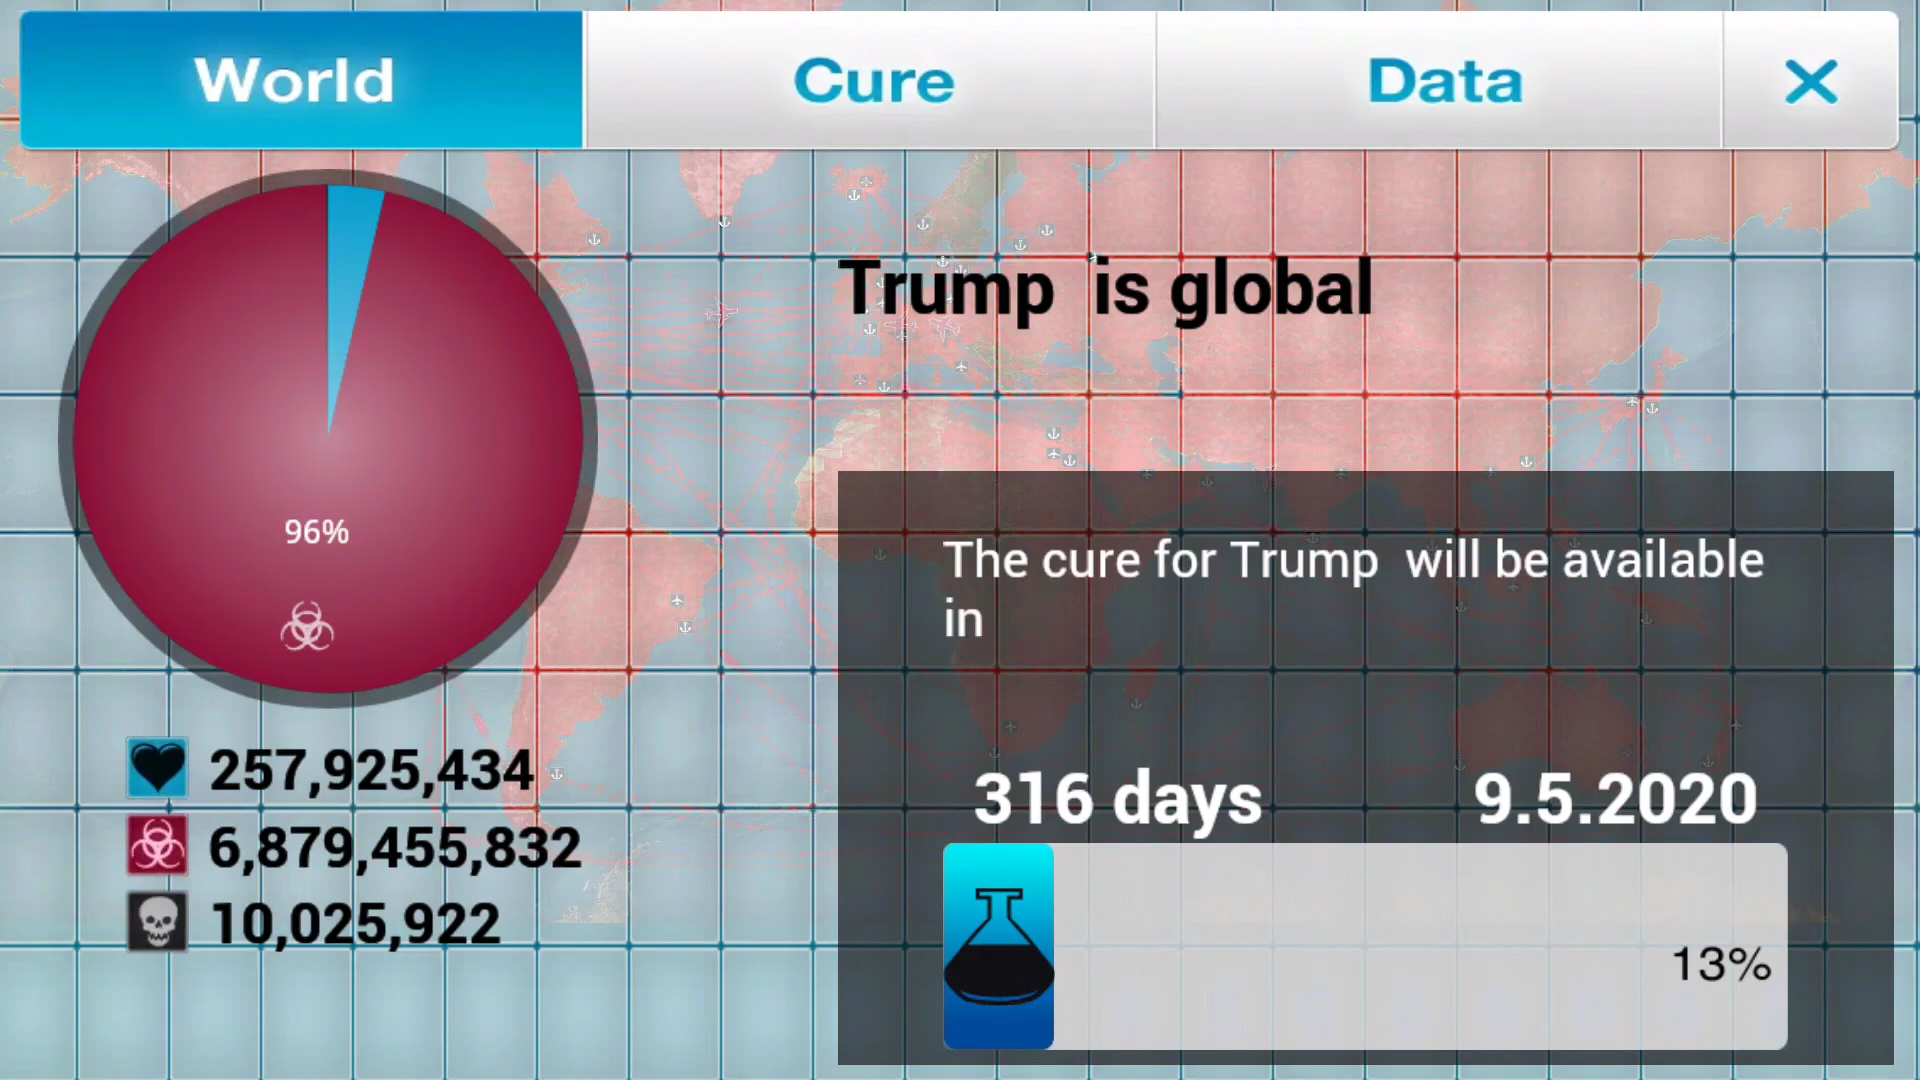 World
Cure
Data
96%
Trump  is global
The cure for Trump  will be available
in
257,925,434
6,879,455,832
10,025,922
316 days
9.5.2020
13%